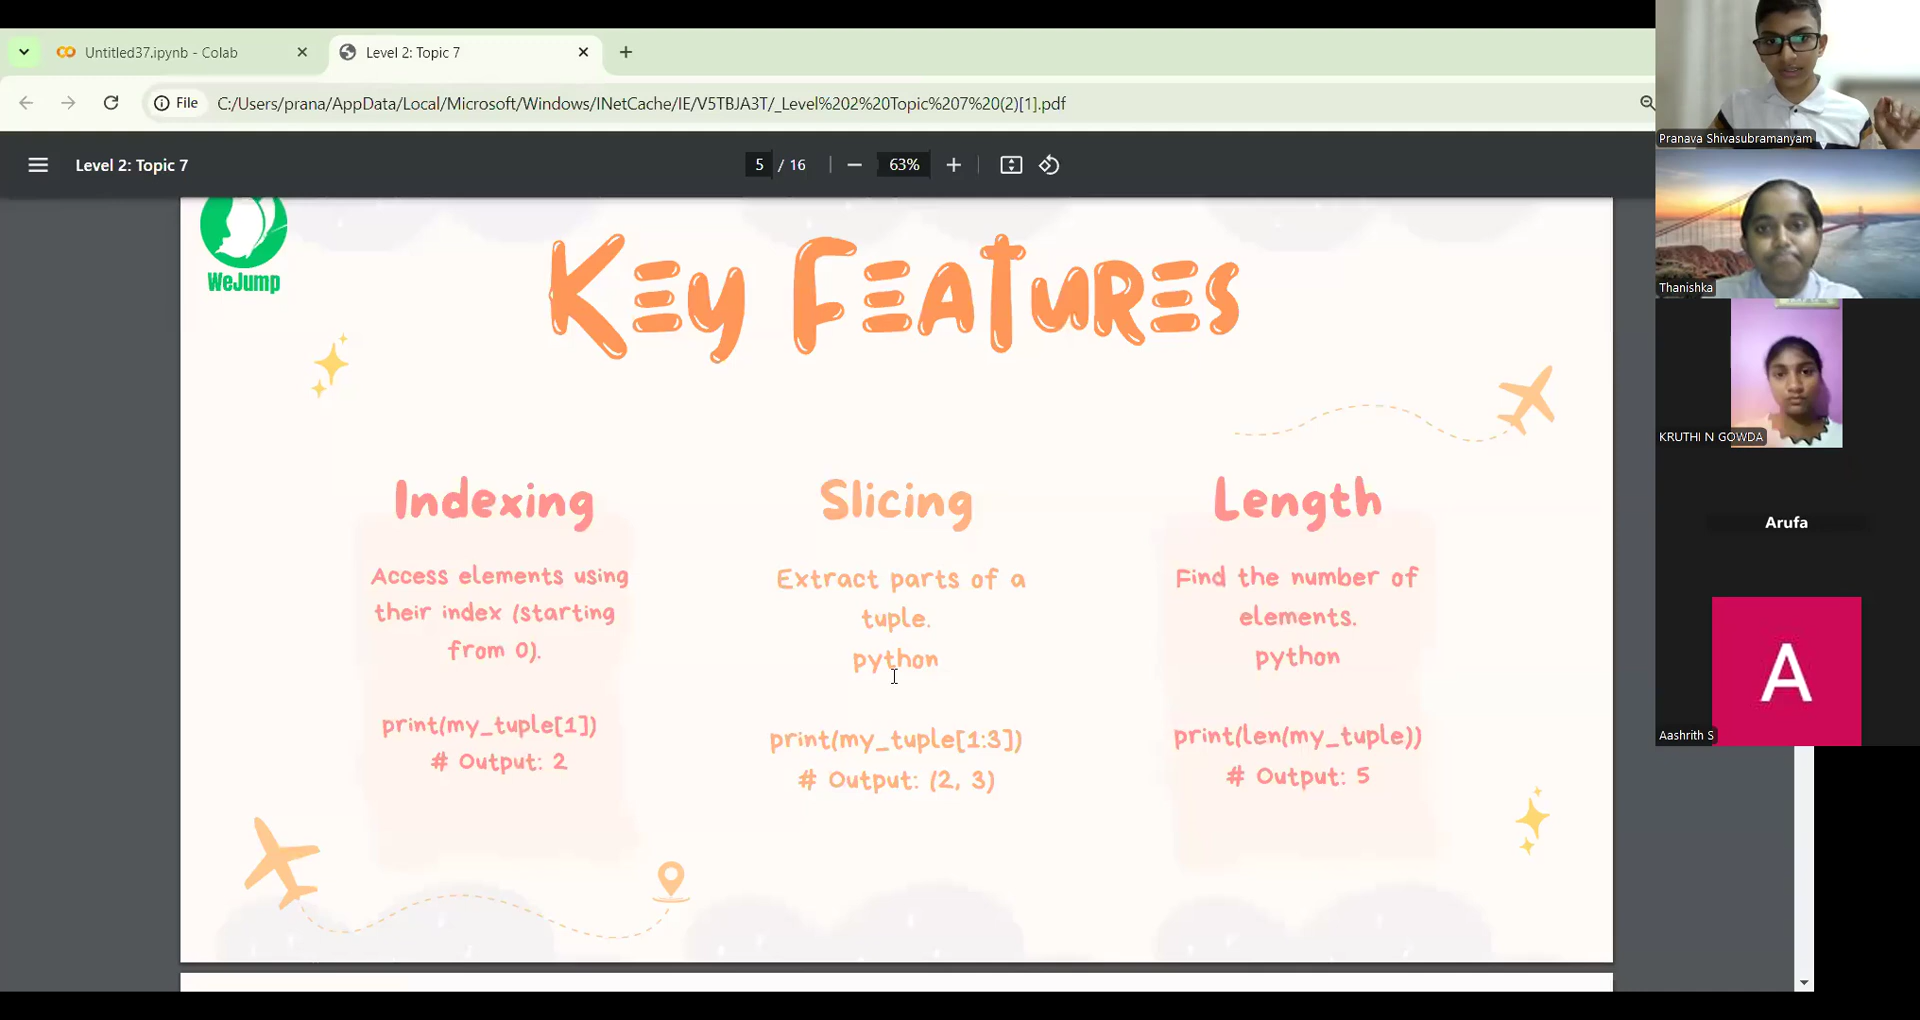 Untitled37.ipynb - Colab
Level 2: Topic 7
File
C:/Users/prana/AppData/Local/Microsoft/Windows/INetCache/IE/V5TBJA3T/_Level%202%20Topic%207%20(2)[1].pdf
Level 2: Topic 7
5 / 16
63%
WeJump
Key Features
Indexing
Access elements using
their index (starting
from 0).
print(my_tuple[1])
# Output: 2
Slicing
Extract parts of a
tuple.
python
print(my_tuple[1:3])
# Output: (2, 3)
Length
Find the number of
elements.
python
print(len(my_tuple))
# Output: 5
Pranava Shivasubramanyam
Thanishka
KRUTHI N GOWDA
Arufa
A
Aashrith S